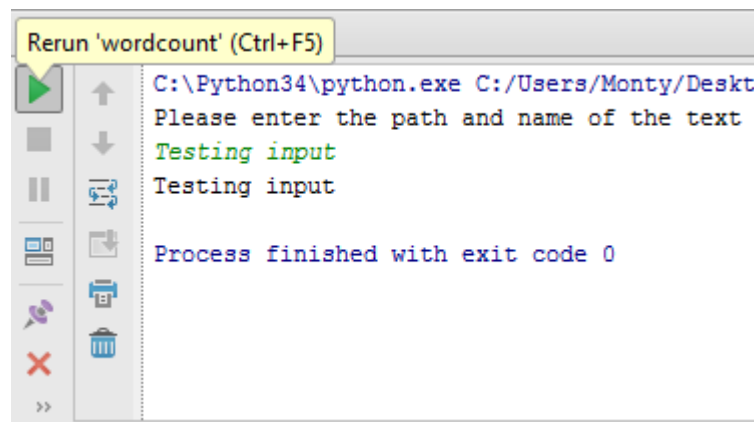 Rerun 'wordcount' (Ctrl+F5)
C:\Python34\python.exe C:/Users/Monty/Deskt
Please enter the path and name of the text
Testing input
Testing input
Process finished with exit code 0